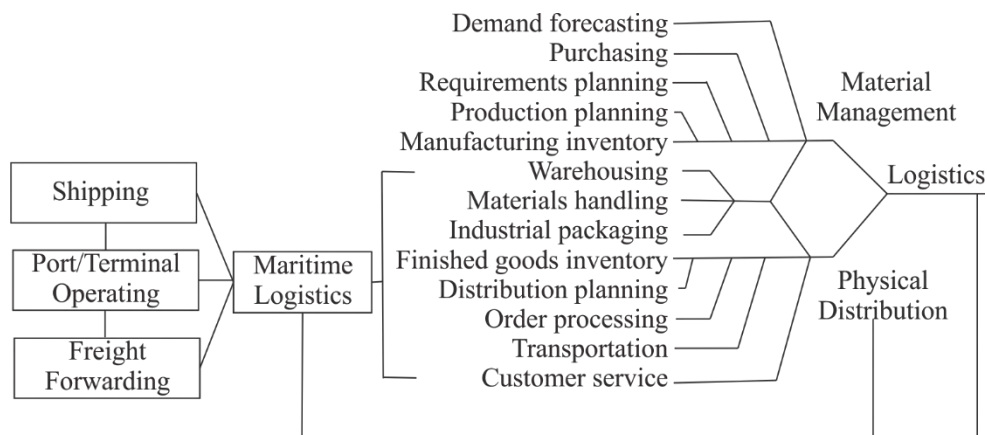 Demand forecasting
Purchasing
Requirements planning
Production planning
Manufacturing inventory
Warehousing
Materials handling
Industrial packaging
Finished goods inventory
Distribution planning
Order processing
Transportation
Customer service
Material
Management
Logistics
Physical
Distribution
Shipping
Port/Terminal
Operating
Freight
Forwarding
Maritime
Logistics